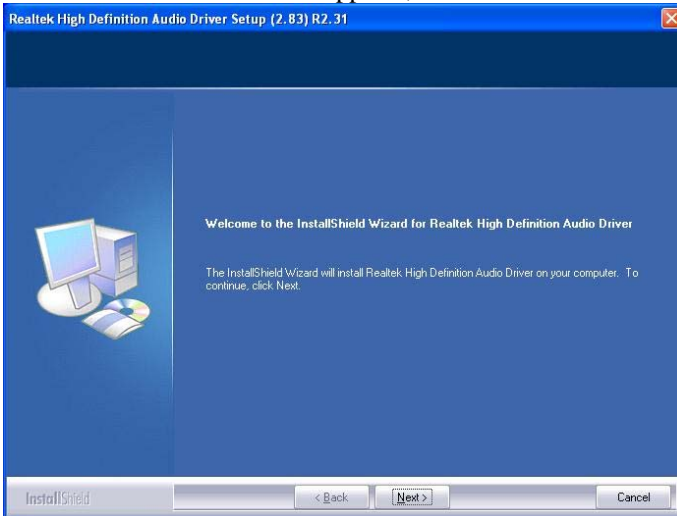 Realtek High Definition Audio Driver Setup (2.83) R2.31
Welcome to the InstallShield Wizard for Realtek High Definition Audio Driver
The InstallShield Wizard will install Realtek High Definition Audio Driver on your computer. To
continue, click Next.
InstallShield
< Back Next > Cancel